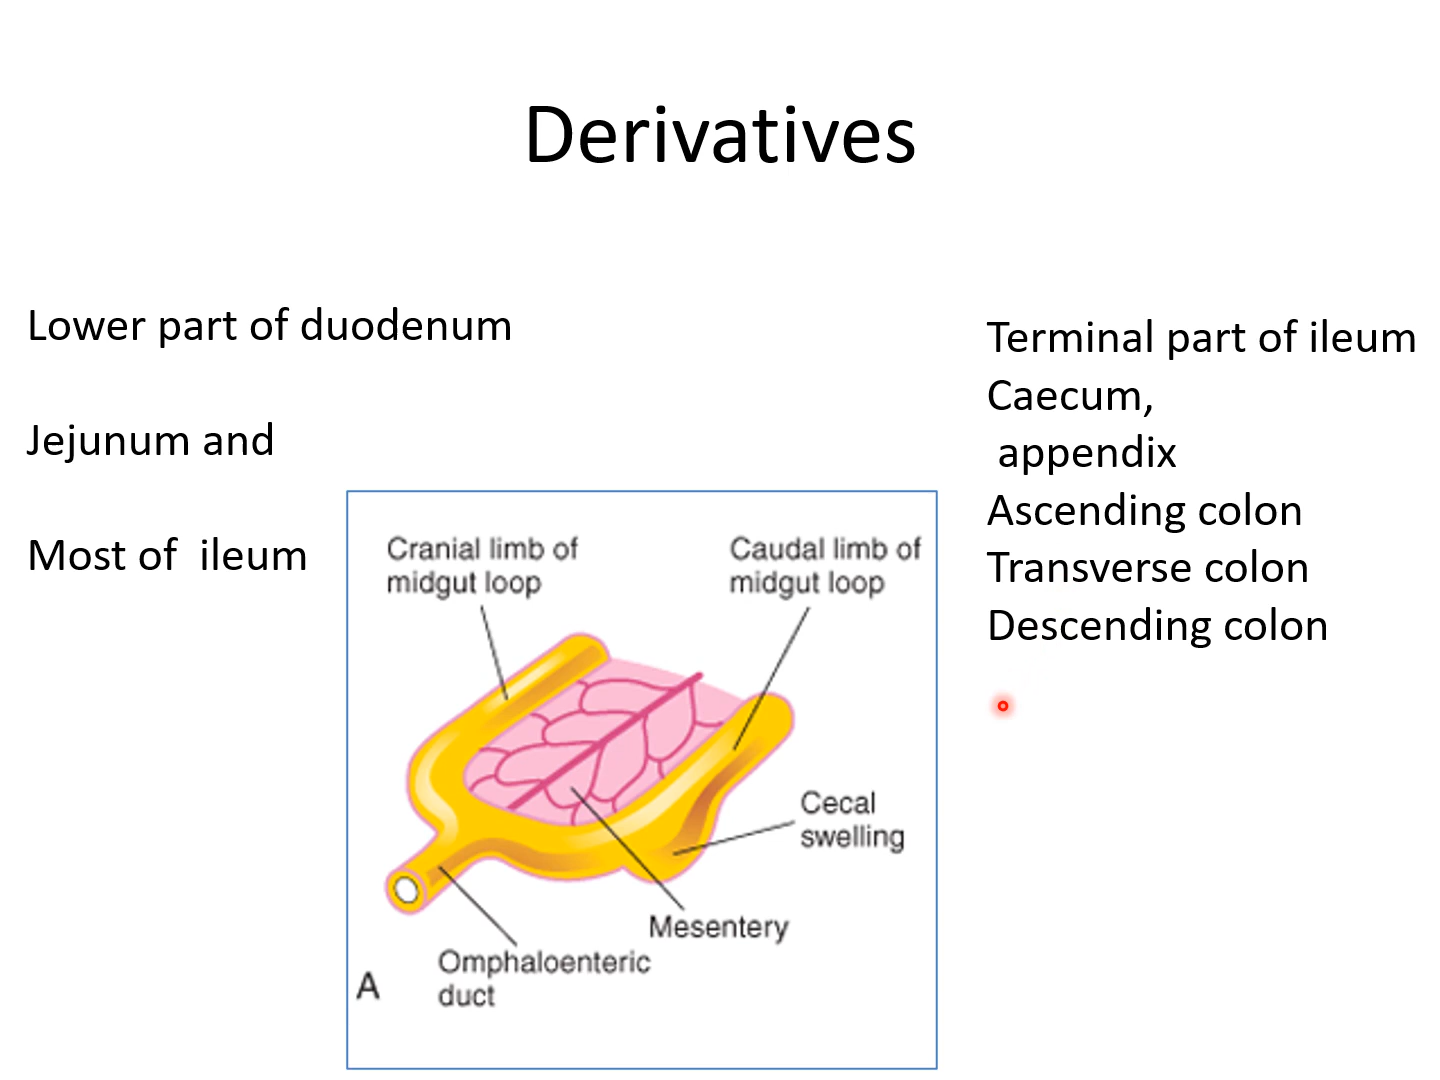 Derivatives
Lower part of duodenum
Jejunum and
Most of  ileum
Terminal part of ileum
Caecum,
 appendix
Ascending colon
Transverse colon
Descending colon
Cranial limb of
midgut loop
Caudal limb of
midgut loop
Cecal
swelling
Mesentery
Omphaloenteric
duct
A